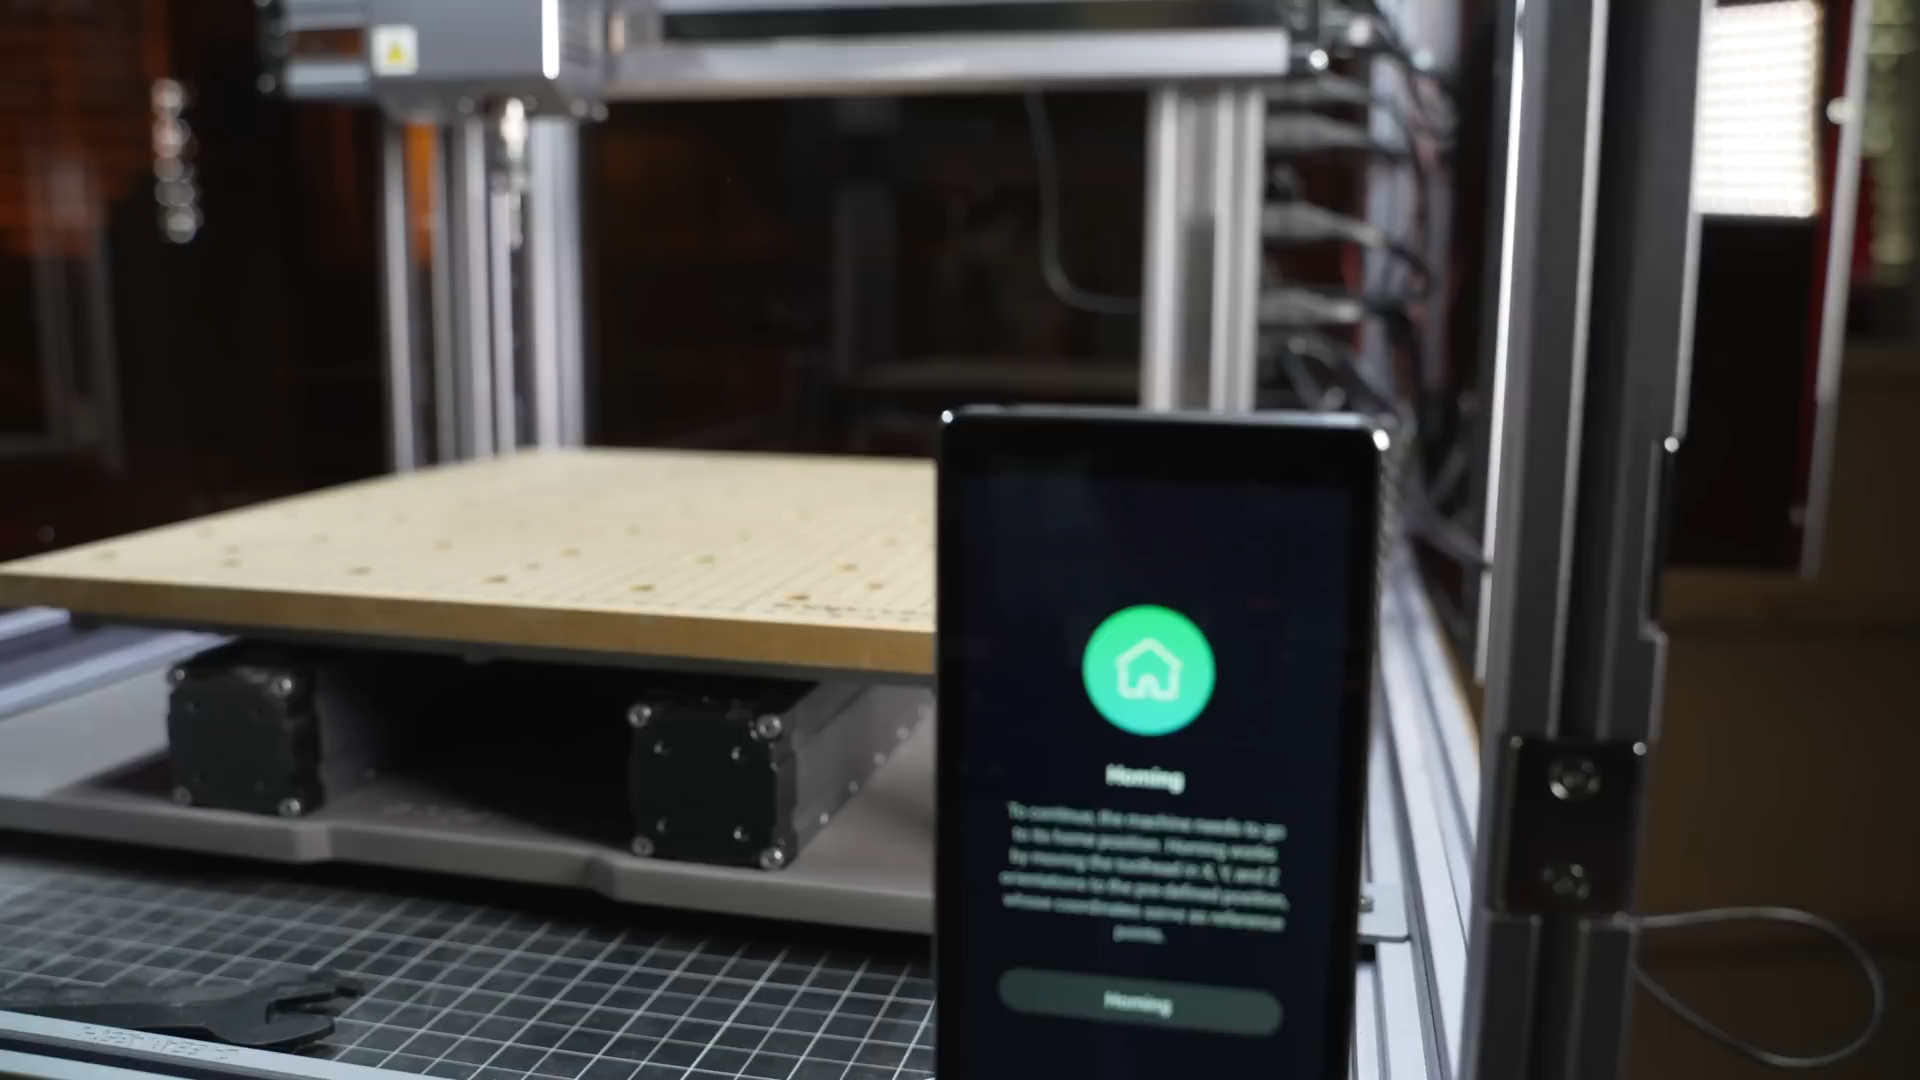 Homing
To continue, the machine needs to go
to its home position. Homing works
by moving the toolhead in X, Y, and Z
orientations to the pre-defined position,
whose coordinates serve as reference
points.
Homing